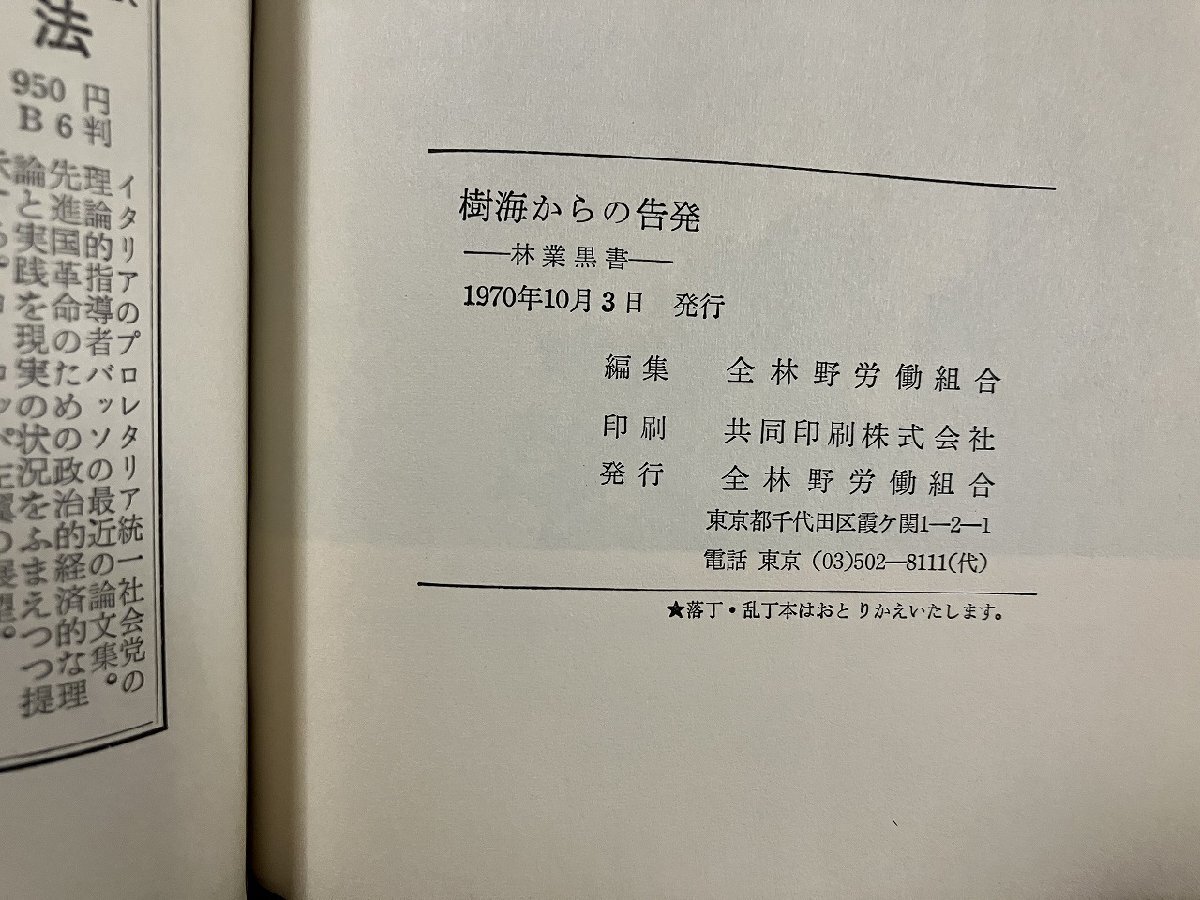 樹海からの告発
――林業黒書――
1970年10月3日 発行
編集 全林野労働組合
印刷 共同印刷株式会社
発行 全林野労働組合
東京都千代田区霞ケ関1―2―1
電話 東京 (03)502―8111(代)
★落丁・乱丁本はおとりかえいたします。
法
950円
B6判
イタリアのプロレタリア統一社会党の
理論的指導者バッソの最近の論文集。
先進国革命のための政治的経済的な理
論と実践を現実の状況をふまえつつ提